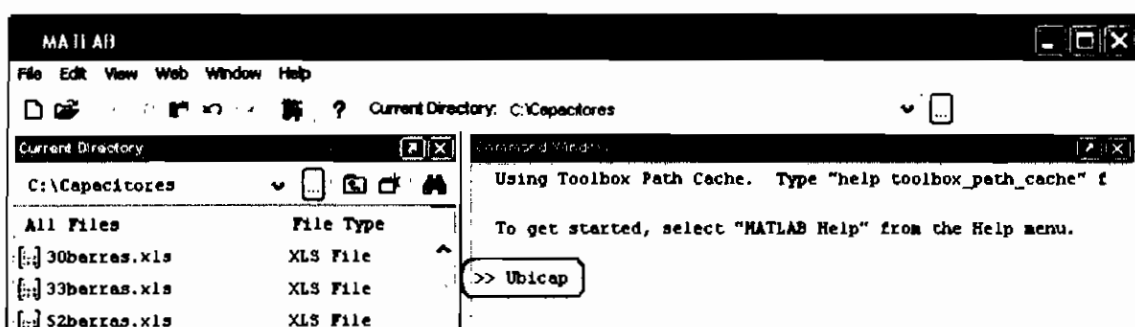 MATLAB
File Edit View Web Window Help
? Current Directory: C:\Capacitores
Current Directory
Command Window
C:\Capacitores
Using Toolbox Path Cache. Type "help toolbox_path_cache" f
All Files File Type
To get started, select "MATLAB Help" from the Help menu.
30barras.xls XLS File
>> Ubicap
33barras.xls XLS File
52barras.xls XLS File